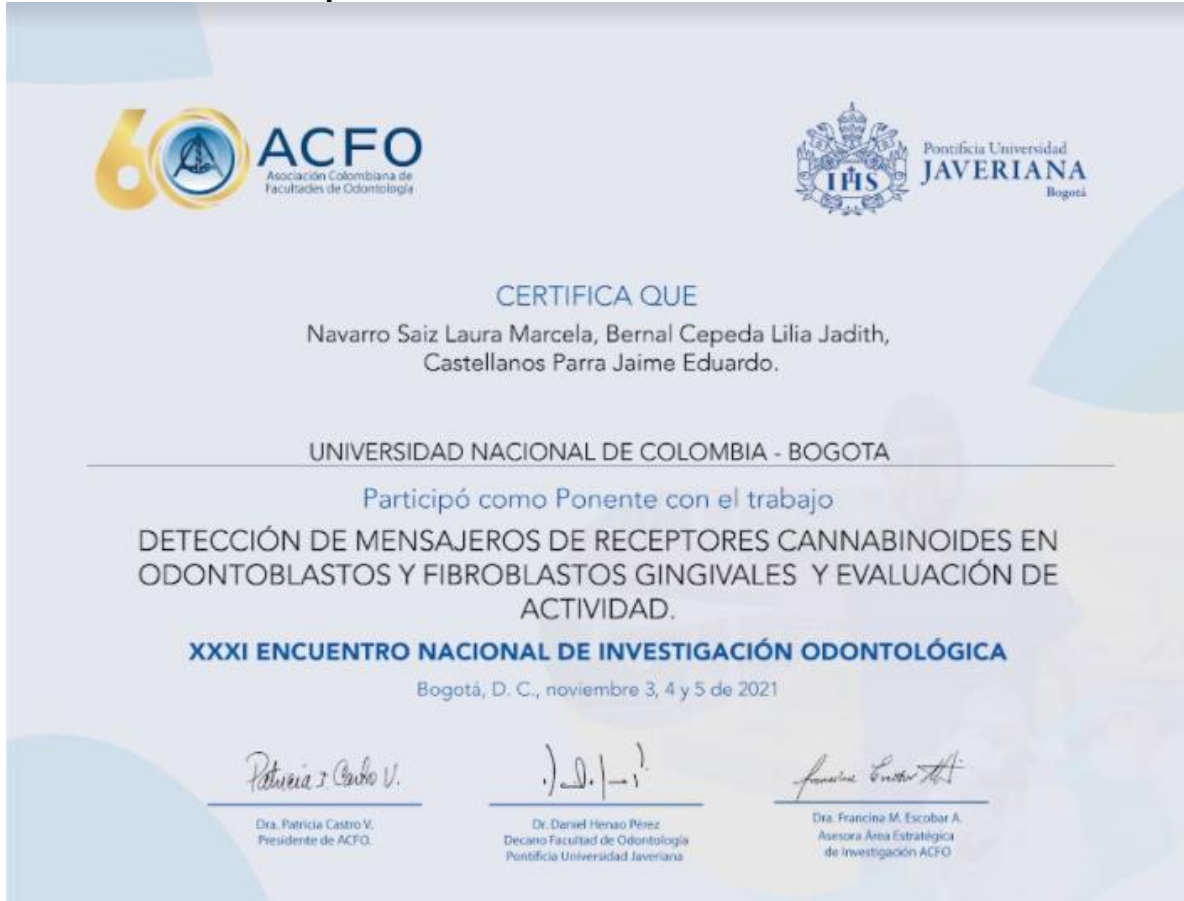 60 ACFO
Asociación Colombiana de
Facultades de Odontología
IHS
Pontificia Universidad
JAVERIANA
Bogotá
CERTIFICA QUE
Navarro Saiz Laura Marcela, Bernal Cepeda Lilia Jadith,
Castellanos Parra Jaime Eduardo.
UNIVERSIDAD NACIONAL DE COLOMBIA - BOGOTA
Participó como Ponente con el trabajo
DETECCIÓN DE MENSAJEROS DE RECEPTORES CANNABINOIDES EN
ODONTOBLASTOS Y FIBROBLASTOS GINGIVALES Y EVALUACIÓN DE
ACTIVIDAD.
XXXI ENCUENTRO NACIONAL DE INVESTIGACIÓN ODONTOLÓGICA
Bogotá, D. C., noviembre 3, 4 y 5 de 2021
Patricia I. Castro V.
Dra. Patricia Castro V.
Presidente de ACFO.
Dr. Daniel Henao Pérez
Decano Facultad de Odontología
Pontificia Universidad Javeriana
Dra. Francina M. Escobar A.
Asesora Área Estratégica
de Investigación ACFO